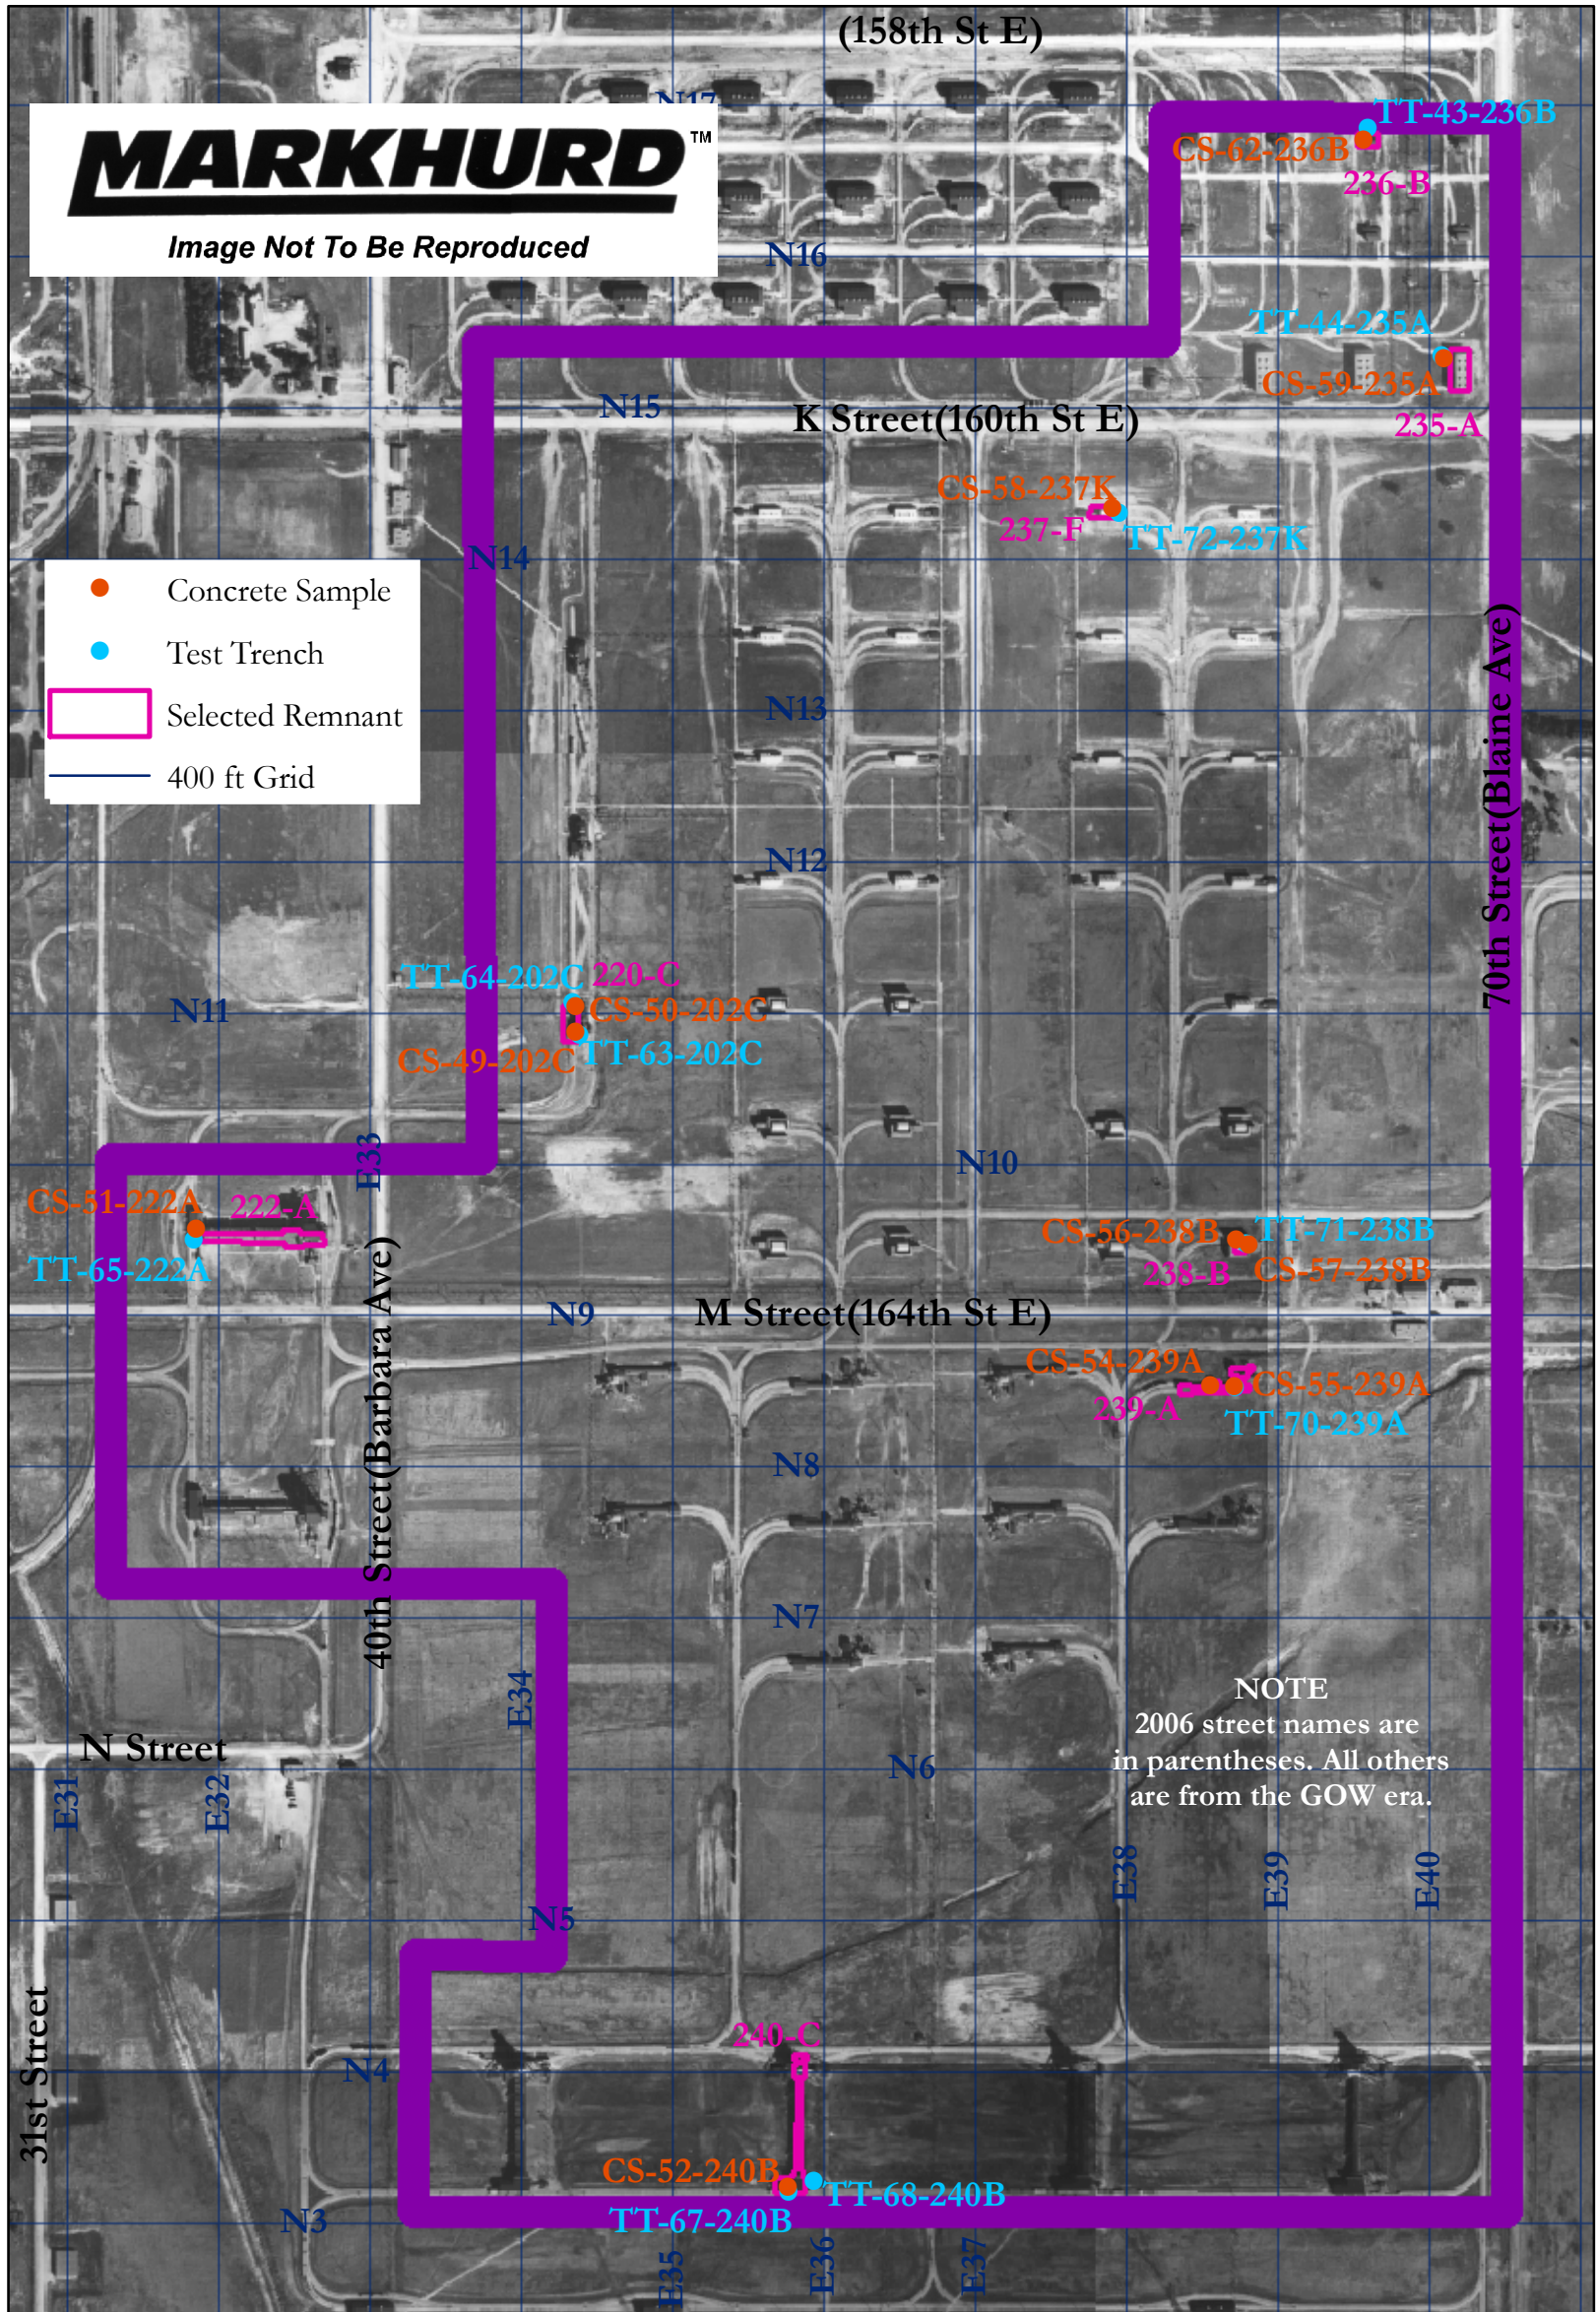 (158th St E)
N17
TT-43-236B
MARKHURD™
CS-62-236B
236-B
Image Not To Be Reproduced
N16
TT-44-235A
CS-59-235A
N15
K Street(160th St E)
235-A
CS-58-237K
237-F
TT-72-237K
N14
Concrete Sample
Test Trench
Selected Remnant
400 ft Grid
N13
70th Street(Blaine Ave)
N12
TT-64-202C
220-C
N11
CS-50-202C
CS-49-202C
TT-63-202C
E33
N10
CS-51-222A
222-A
TT-65-222A
CS-56-238B
TT-71-238B
238-B
CS-57-238B
40th Street(Barbara Ave)
N9
M Street(164th St E)
CS-54-239A
CS-55-239A
239-A
TT-70-239A
N8
N7
E34
NOTE
2006 street names are
in parentheses. All others
are from the GOW era.
N Street
N6
E31
E32
E38
E39
E40
N5
31st Street
240-C
N4
CS-52-240B
TT-68-240B
TT-67-240B
N3
E35
E36
E37